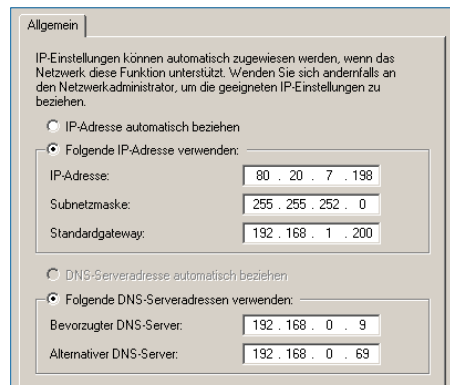 Allgemein
IP-Einstellungen können automatisch zugewiesen werden, wenn das
Netzwerk diese Funktion unterstützt. Wenden Sie sich andernfalls an
den Netzwerkadministrator, um die geeigneten IP-Einstellungen zu
beziehen.
IP-Adresse automatisch beziehen
Folgende IP-Adresse verwenden:
IP-Adresse: 80 . 20 . 7 . 198
Subnetzmaske: 255 . 255 . 252 . 0
Standardgateway: 192 . 168 . 1 . 200
DNS-Serveradresse automatisch beziehen
Folgende DNS-Serveradressen verwenden:
Bevorzugter DNS-Server: 192 . 168 . 0 . 9
Alternativer DNS-Server: 192 . 168 . 0 . 69